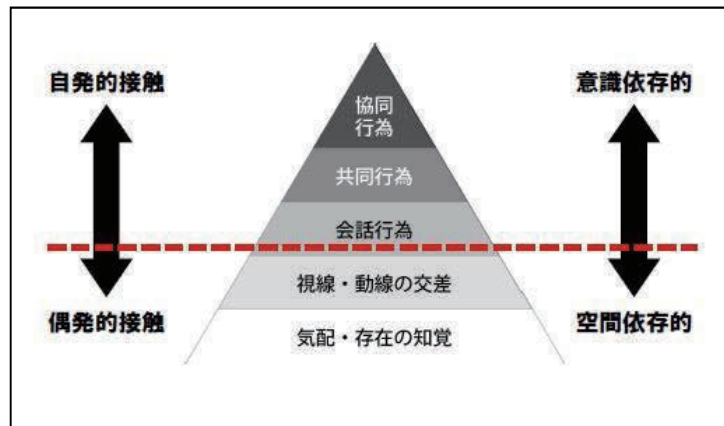 自発的接触
意識依存的
協同
行為
共同行為
会話行為
視線・動線の交差
偶発的接触
空間依存的
気配・存在の知覚